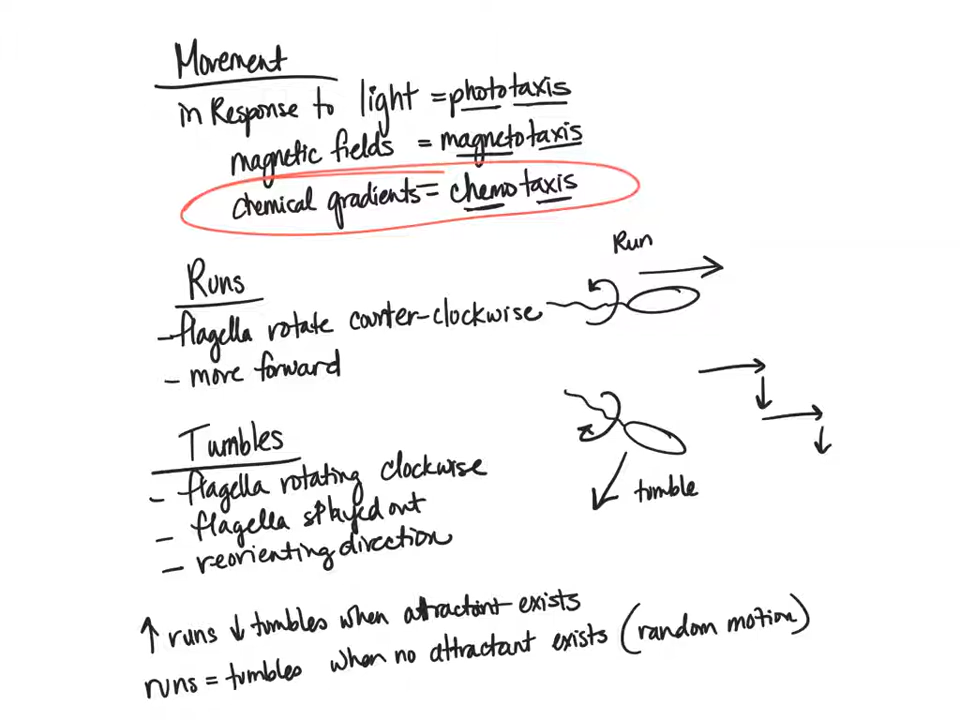 Movement
in Response to light = phototaxis
magnetic fields = magnetotaxis
chemical gradients = chemotaxis
Run
Runs
- flagella rotate counter-clockwise
- more forward
Tumbles
- flagella rotating clockwise
- flagella splayed out
- reorienting direction
tumble
↑ runs ↓ tumbles when attractant exists
runs = tumbles when no attractant exists (random motion)